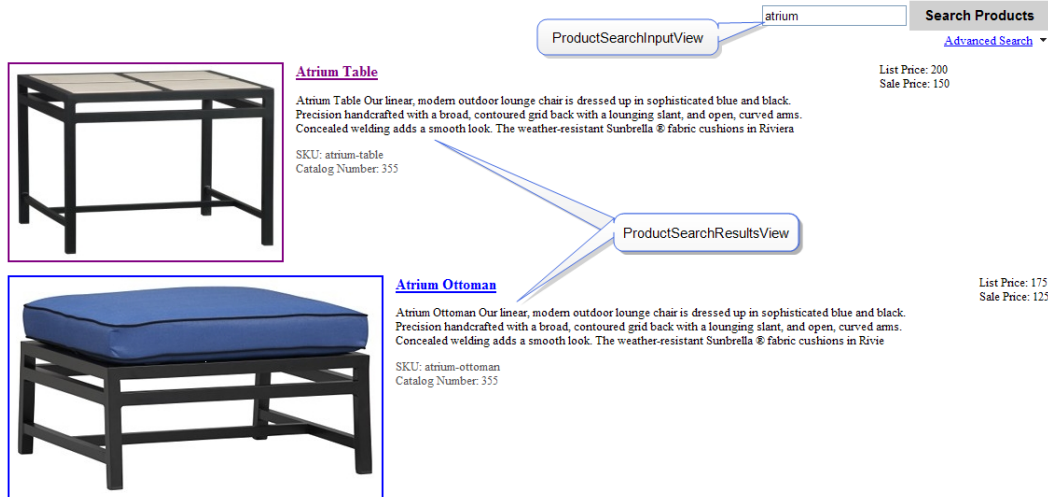 atrium
Search Products
ProductSearchInputView
Advanced Search
Atrium Table
List Price: 200
Sale Price: 150
Atrium Table Our linear, modern outdoor lounge chair is dressed up in sophisticated blue and black.
Precision handcrafted with a broad, contoured grid back with a lounging slant, and open, curved arms.
Concealed welding adds a smooth look. The weather-resistant Sunbrella ® fabric cushions in Riviera
SKU: atrium-table
Catalog Number: 355
ProductSearchResultsView
Atrium Ottoman
List Price: 175
Sale Price: 125
Atrium Ottoman Our linear, modern outdoor lounge chair is dressed up in sophisticated blue and black.
Precision handcrafted with a broad, contoured grid back with a lounging slant, and open, curved arms.
Concealed welding adds a smooth look. The weather-resistant Sunbrella ® fabric cushions in Rivie
SKU: atrium-ottoman
Catalog Number: 355